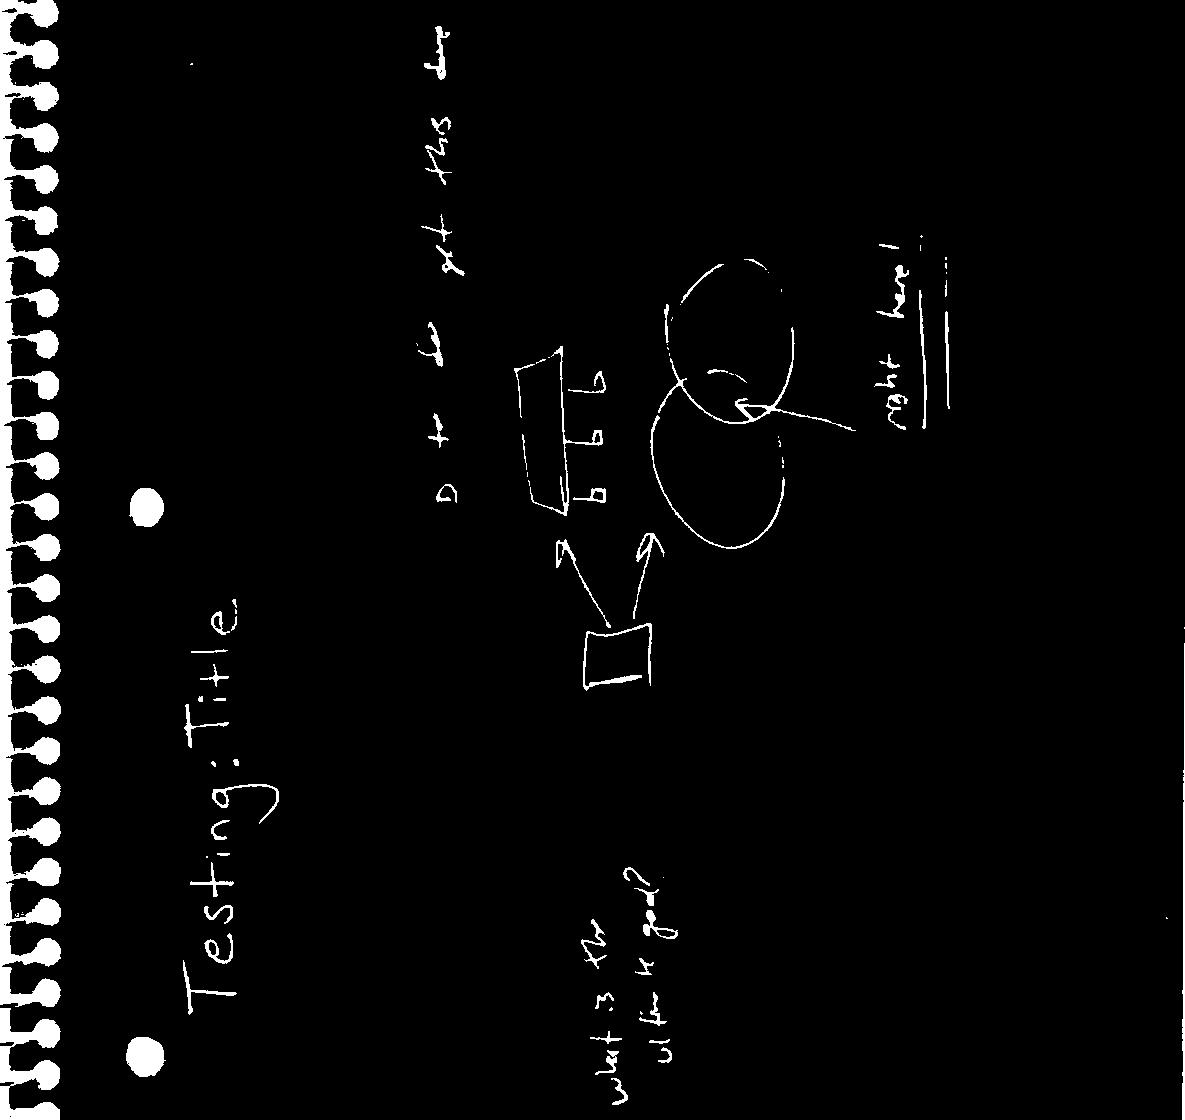 Testing: Title
to do get this done
what is the
ultimate goal?
right here!